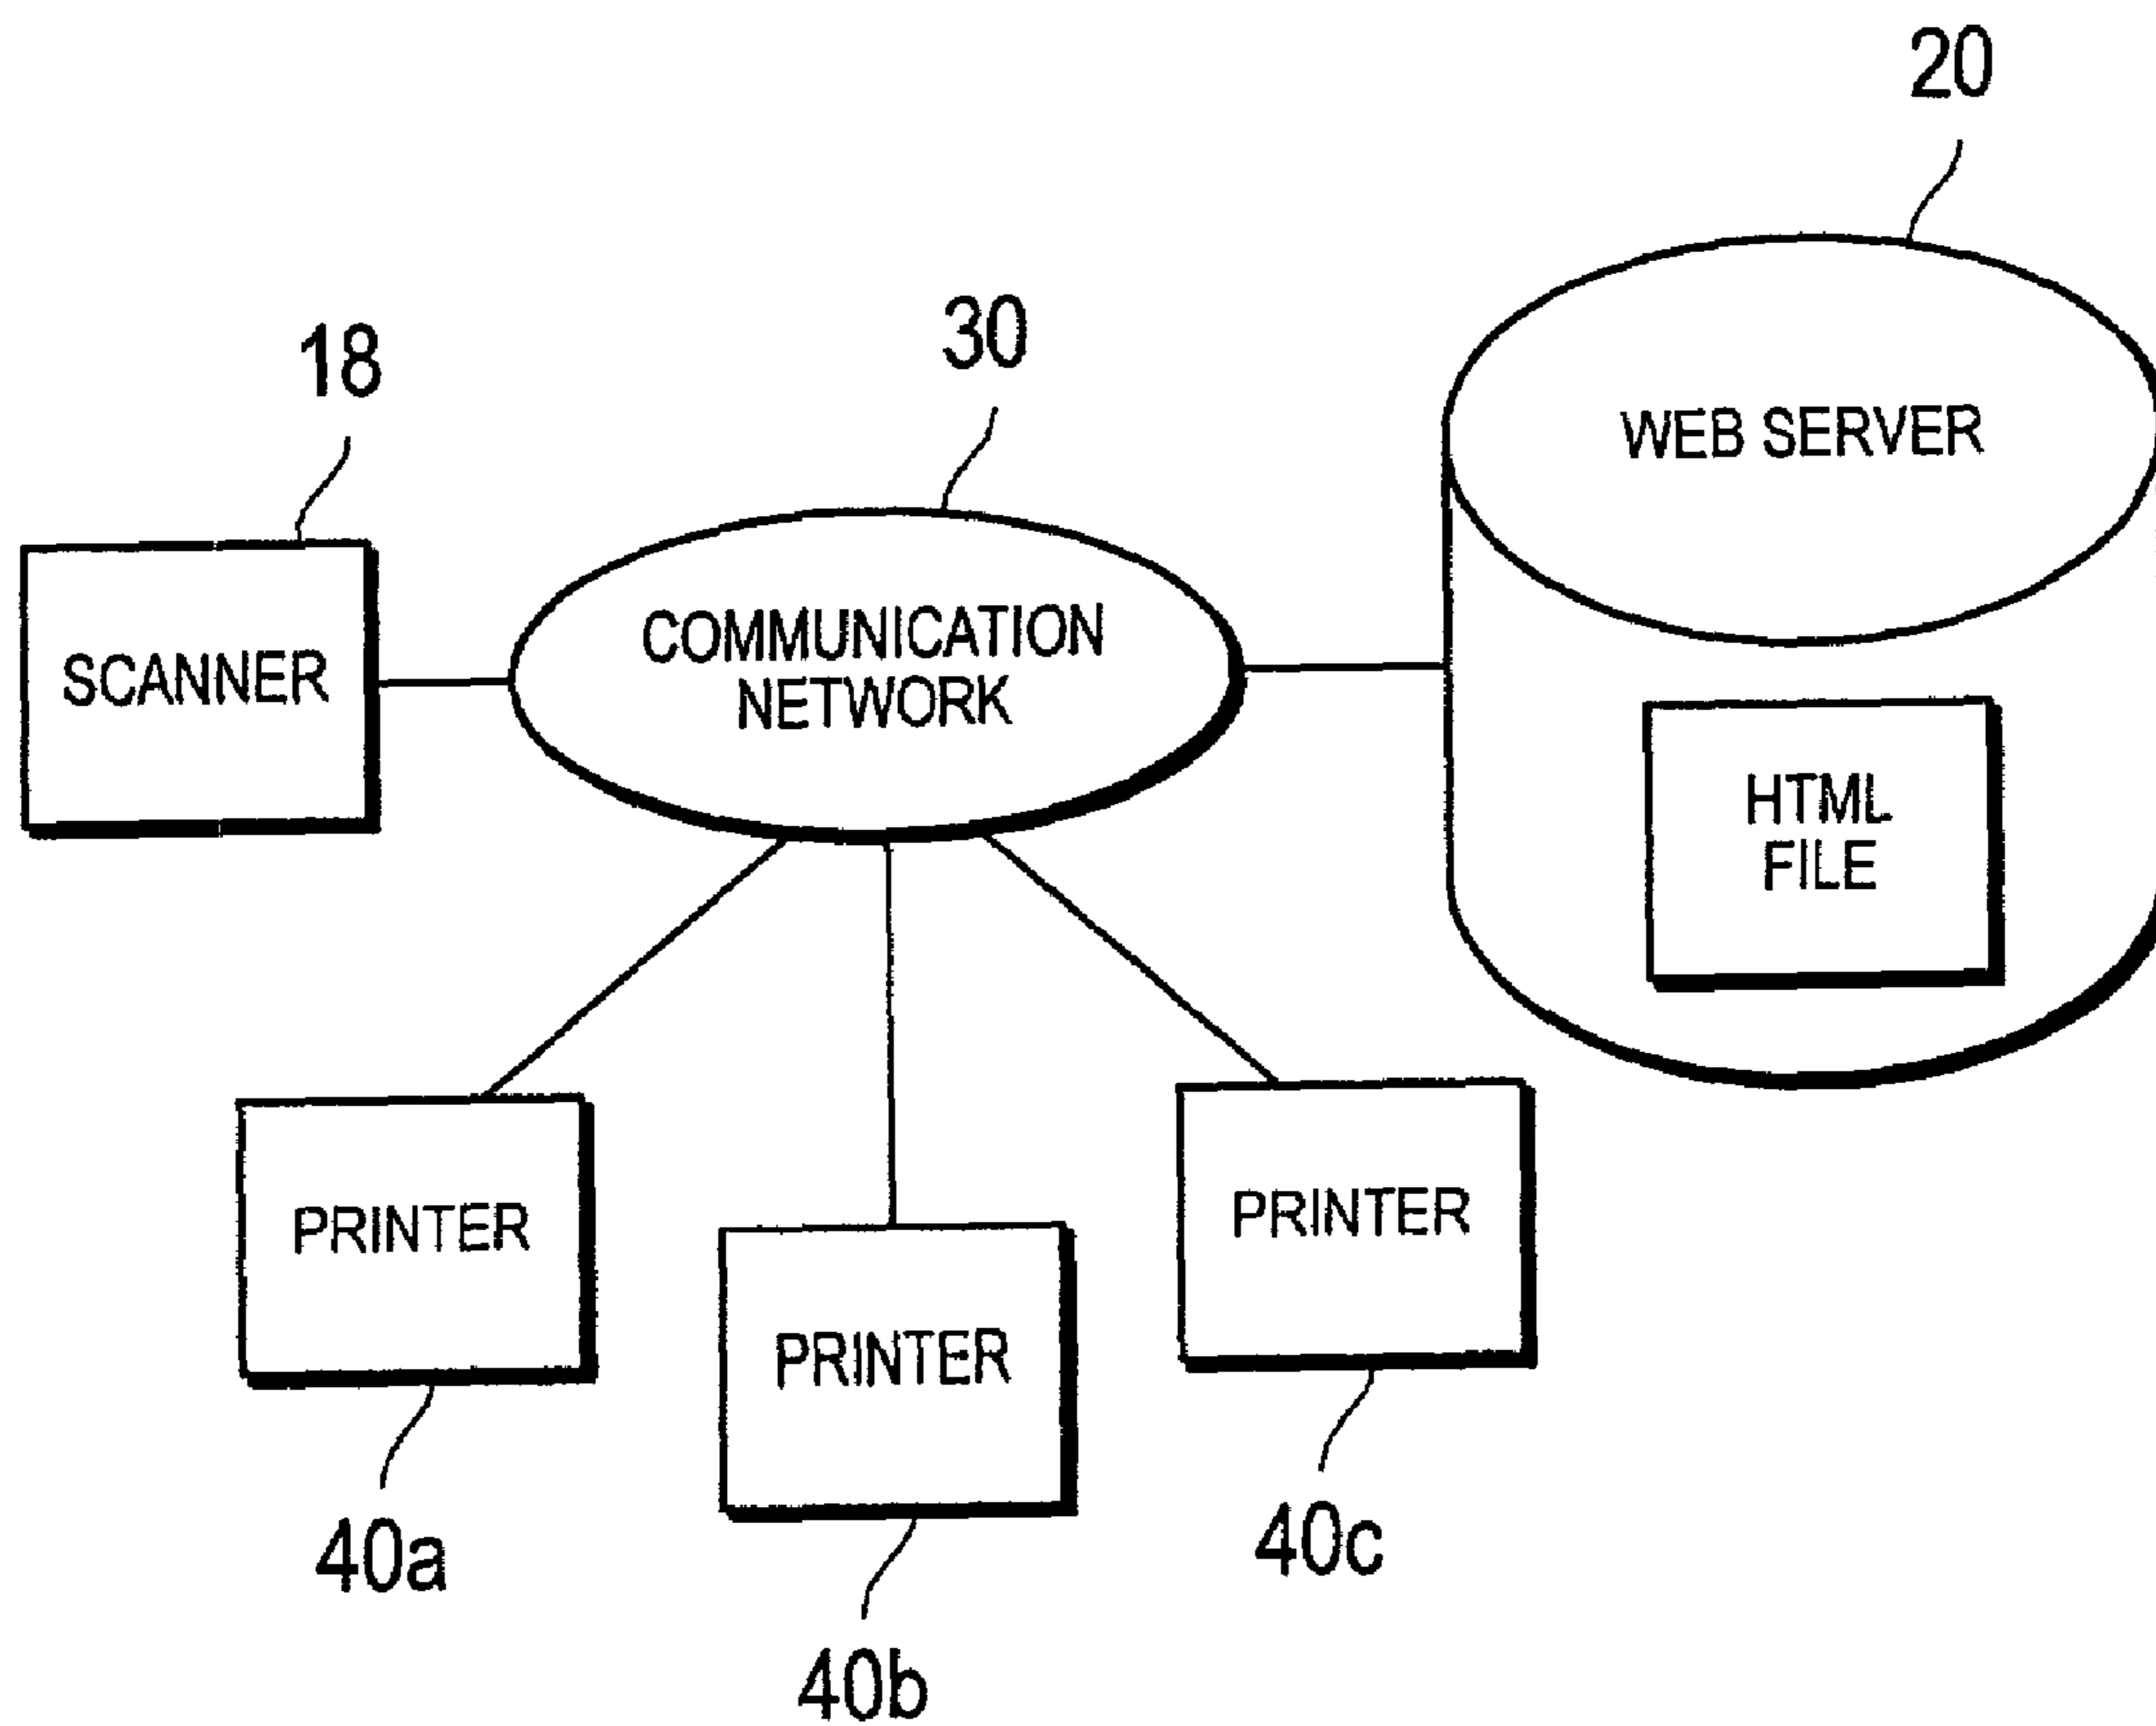 20
30
18
WEB SERVER
COMMUNICATION
NETWORK
SCANNER
HTML
FILE
PRINTER
PRINTER
PRINTER
40a
40b
40c